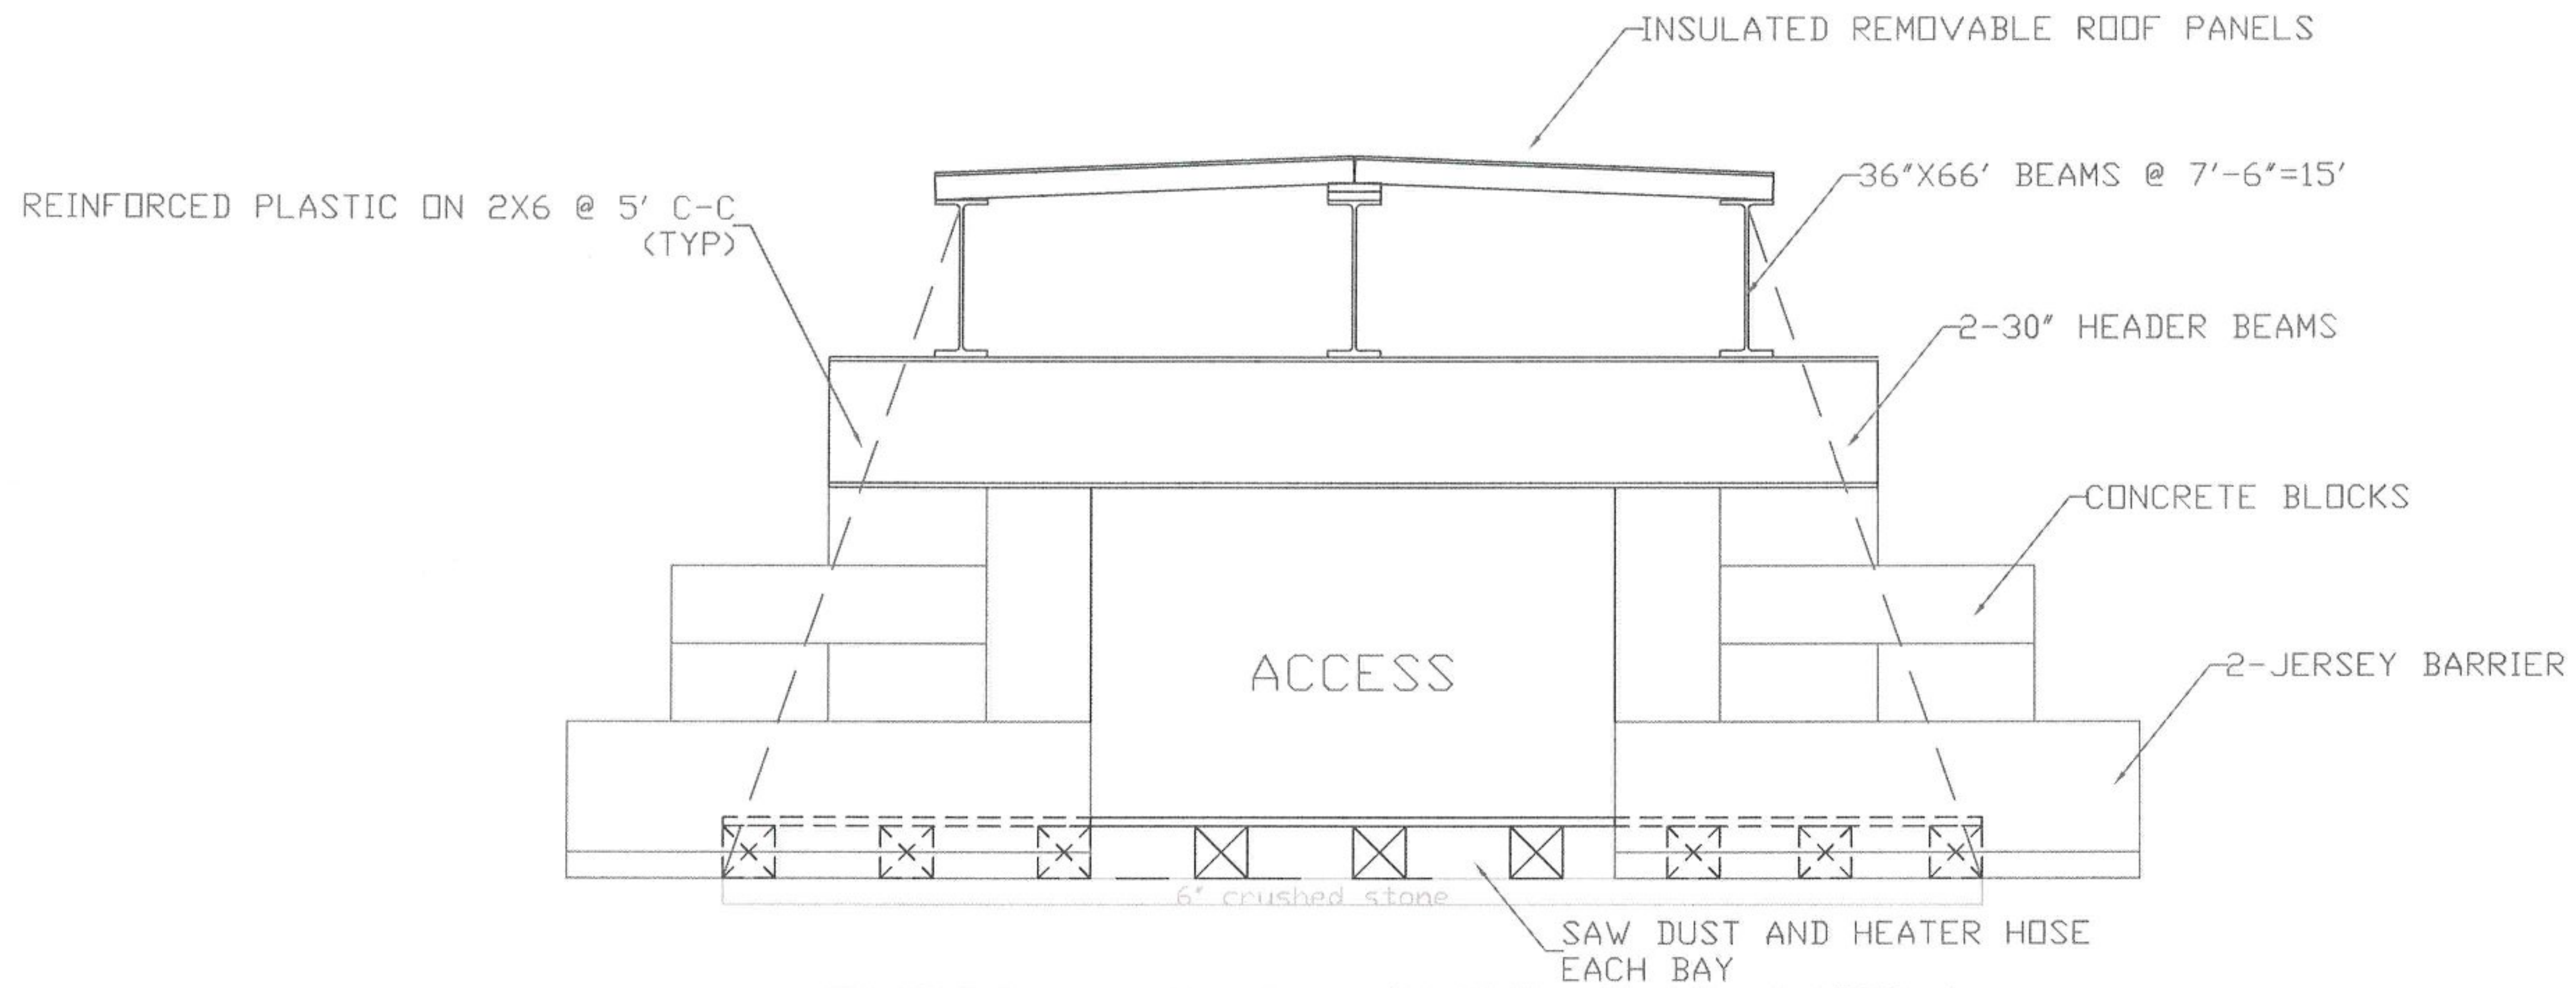 INSULATED REMOVABLE ROOF PANELS
36"X66' BEAMS @ 7'-6"=15'
REINFORCED PLASTIC ON 2X6 @ 5' C-C
(TYP)
2-30" HEADER BEAMS
CONCRETE BLOCKS
ACCESS
2-JERSEY BARRIER
6" crushed stone
SAW DUST AND HEATER HOSE
EACH BAY